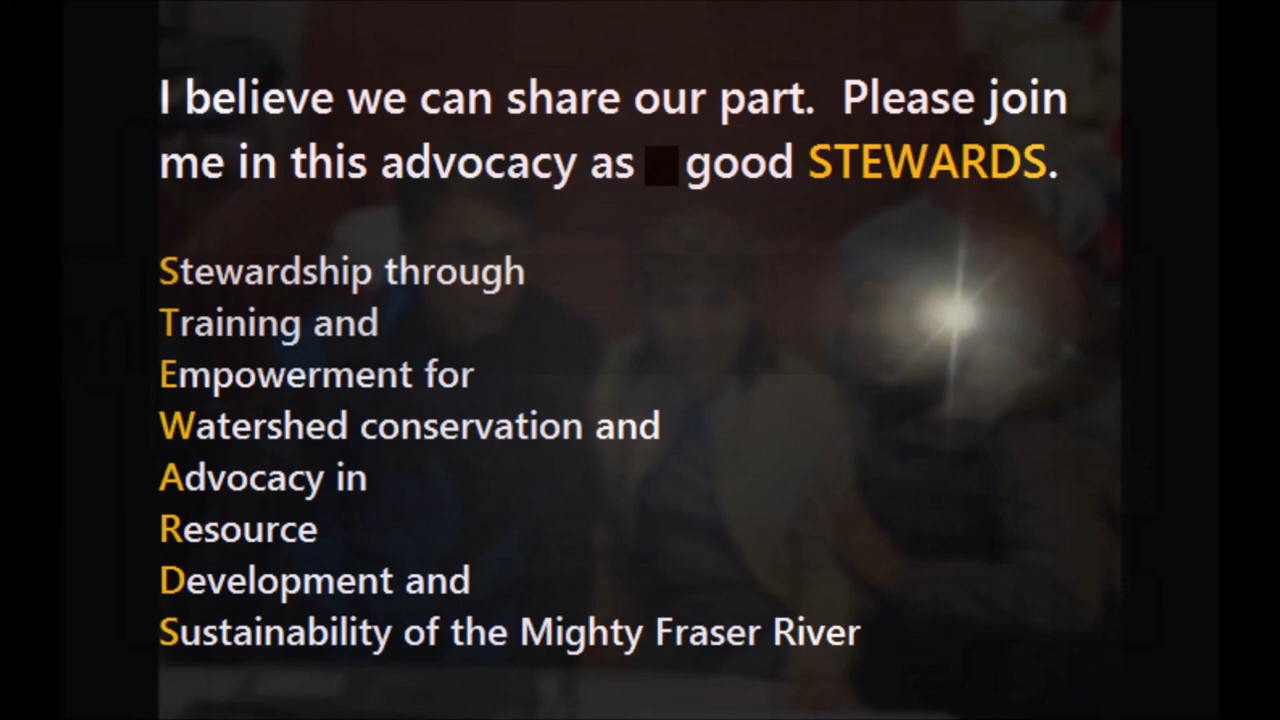 I believe we can share our part. Please join
me in this advocacy as good STEWARDS.
Stewardship through
Training and
Empowerment for
Watershed conservation and
Advocacy in
Resource
Development and
Sustainability of the Mighty Fraser River